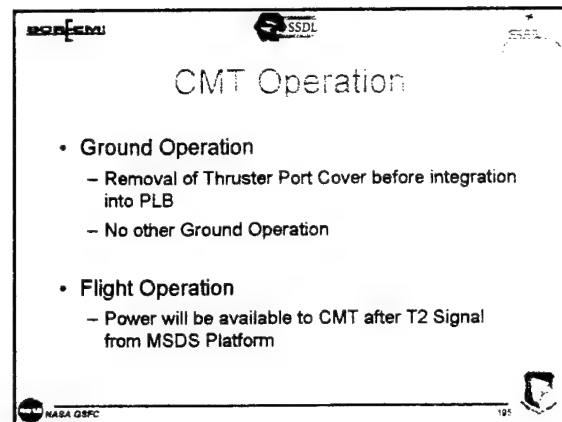 SSDL
CMT Operation
• Ground Operation
– Removal of Thruster Port Cover before integration
into PLB
– No other Ground Operation
• Flight Operation
– Power will be available to CMT after T2 Signal
from MSDS Platform
NASA GSFC
195